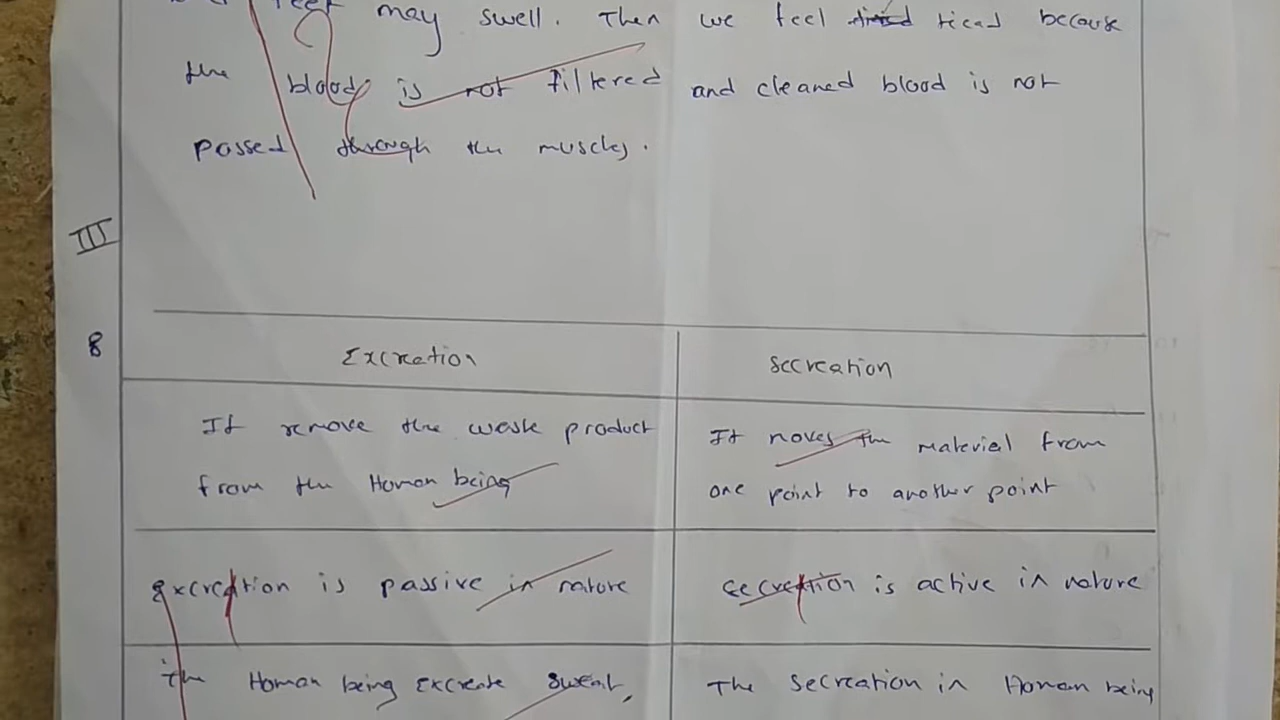 feet may swell. Then we feel tired because
the blood is not filtered and cleaned blood is not
passed through the muscles.
III
8
Excretion
Secreation
It remove the waste product
from the Human being
It moves the material from
one point to another point
Excreation is passive in nature
Secreation is active in nature
The Human being Excreate sweat,
The secreation in Human being